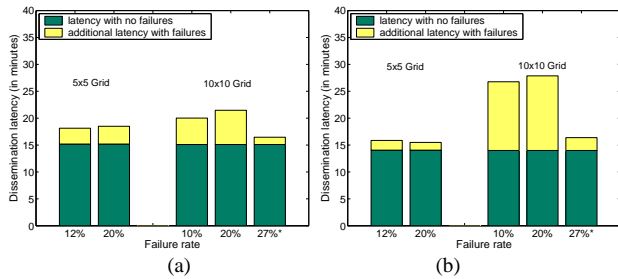 40
35
30
25
20
15
10
5
0
Dissemination latency (in minutes)
latency with no failures
additional latency with failures
5x5 Grid
10x10 Grid
12% 20% 10% 20% 27%*
Failure rate
(a)
40
35
30
25
20
15
10
5
0
Dissemination latency (in minutes)
latency with no failures
additional latency with failures
5x5 Grid
10x10 Grid
12% 20% 10% 20% 27%*
Failure rate
(b)